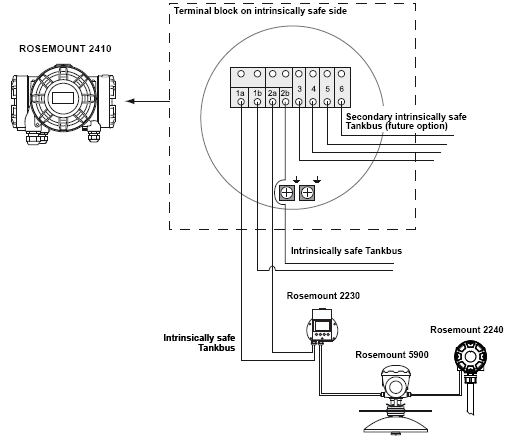 Terminal block on intrinsically safe side
ROSEMOUNT 2410
1a 1b 2a 2b 3 4 5 6
Secondary intrinsically safe
Tankbus (future option)
Intrinsically safe Tankbus
Rosemount 2230
Intrinsically safe
Tankbus
Rosemount 2240
Rosemount 5900